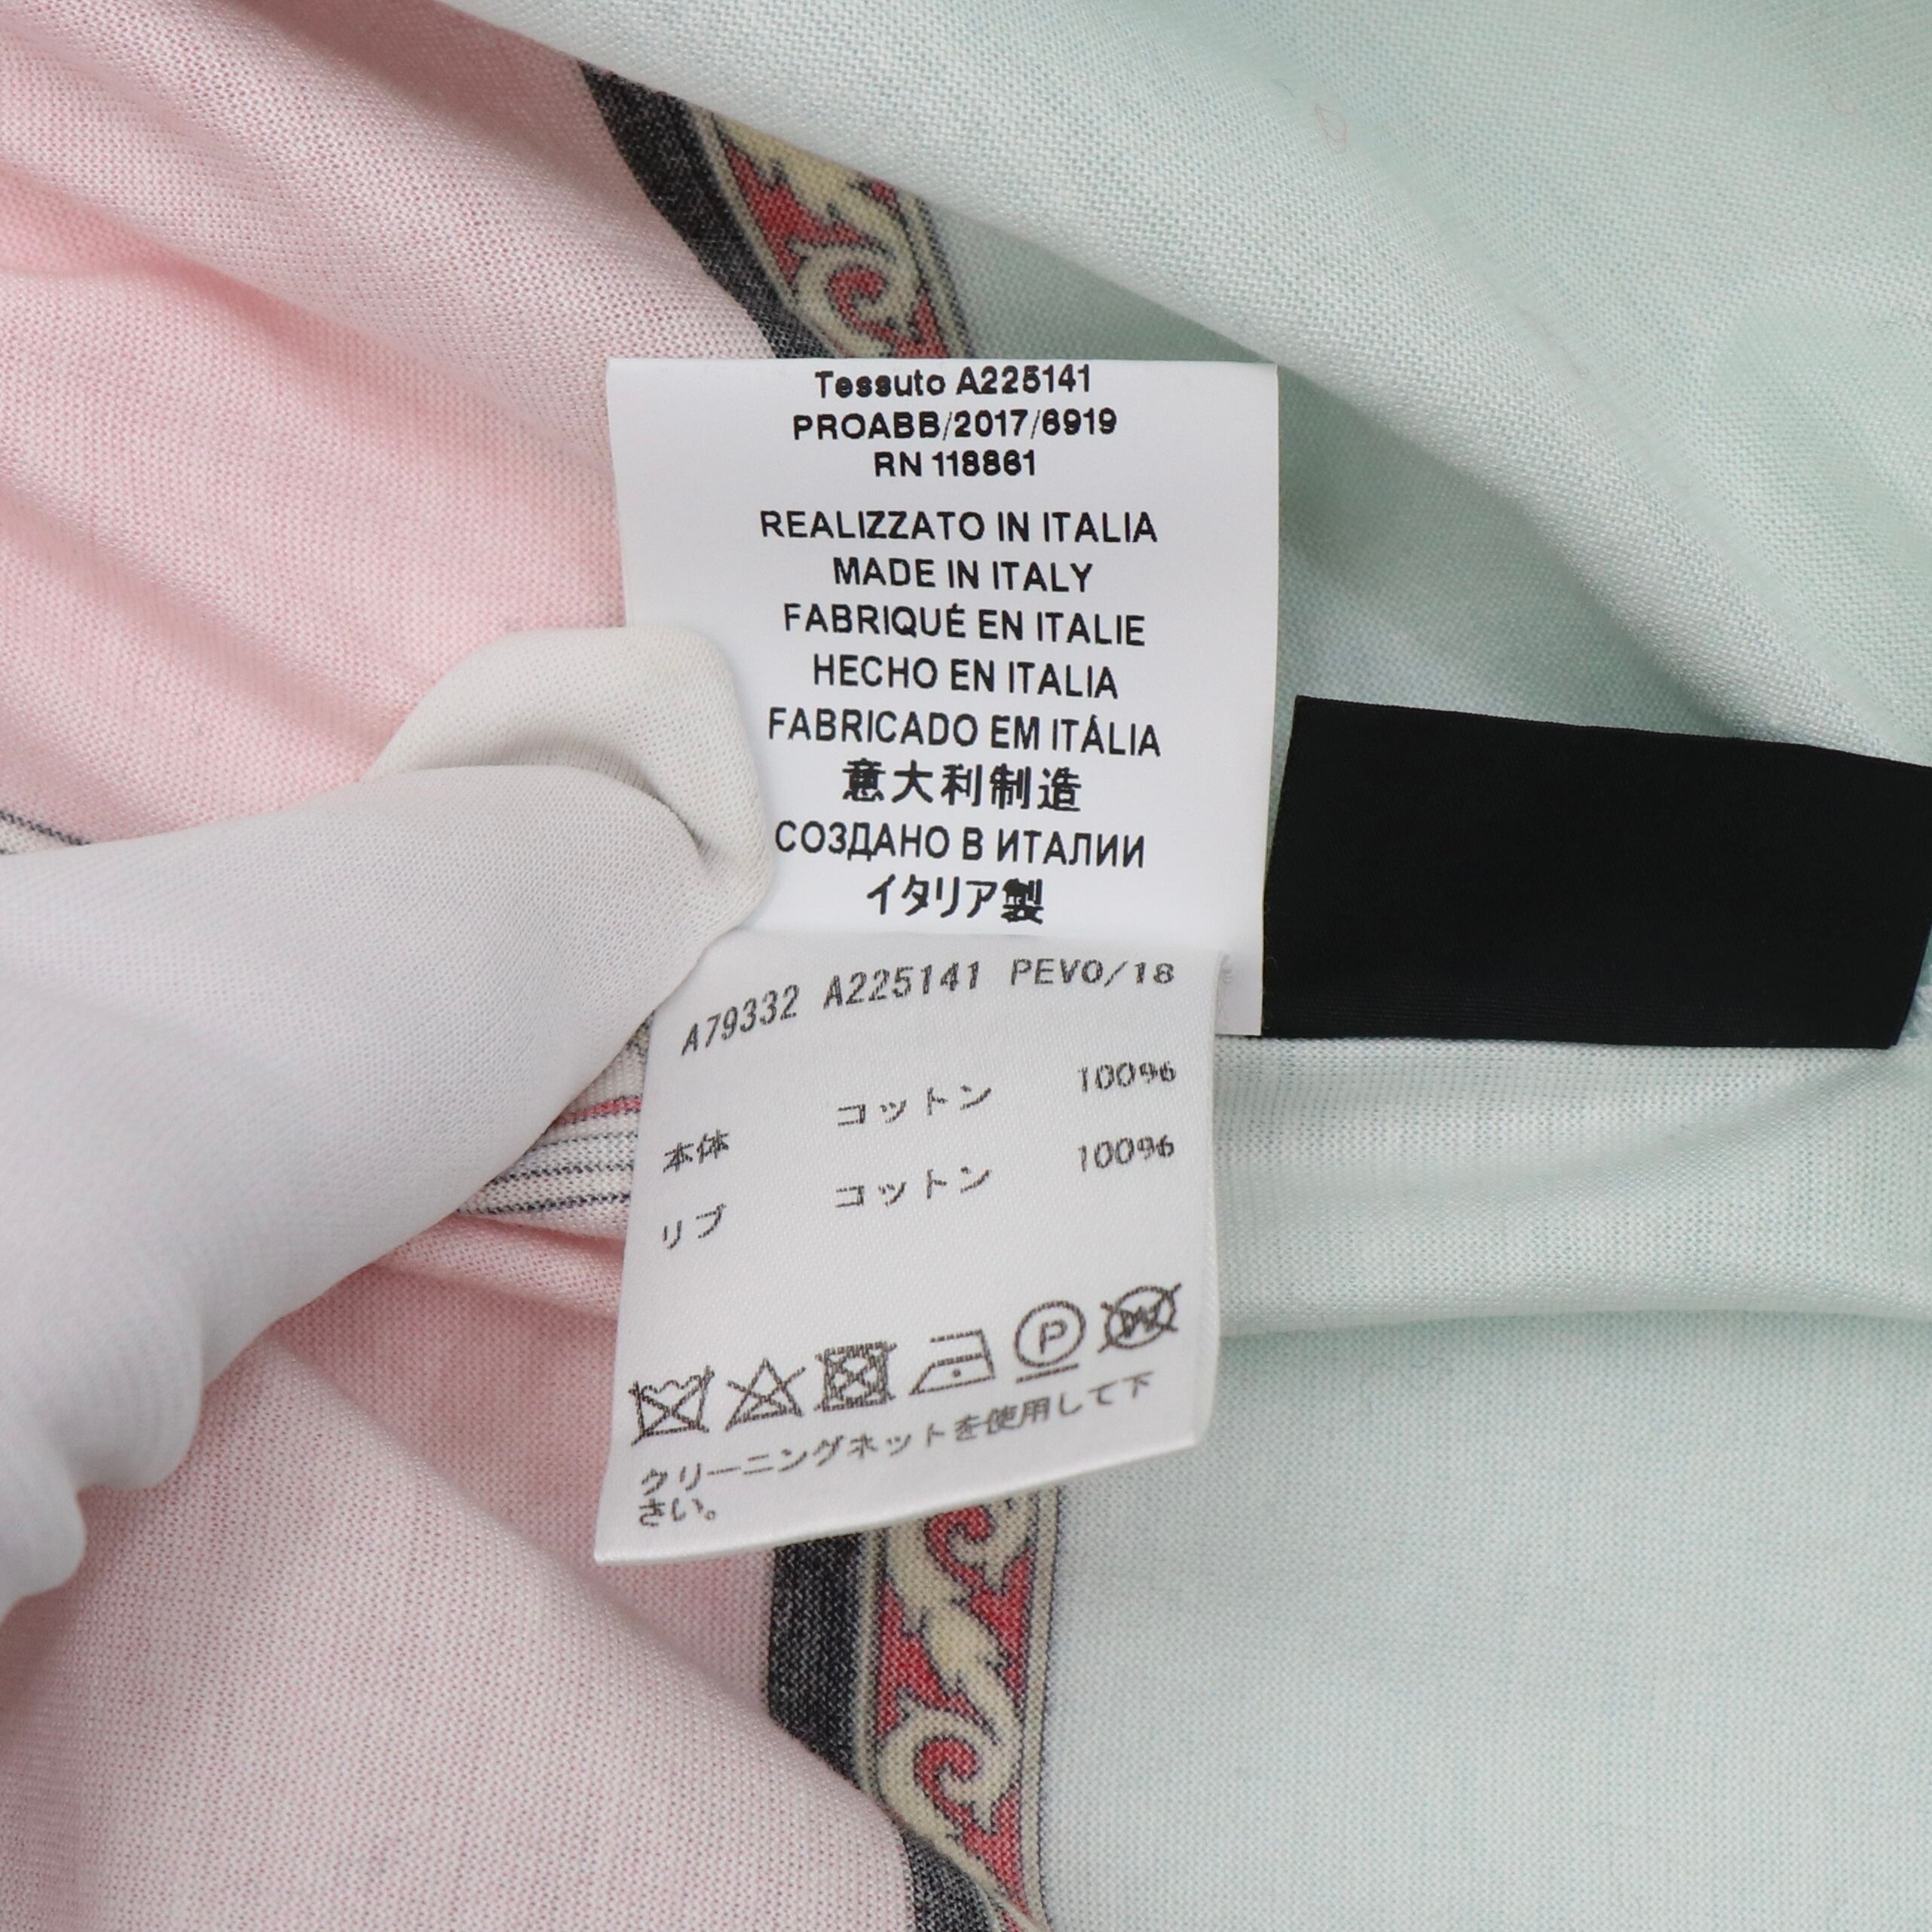 Tessuto A225141
PROABB/2017/6919
RN 118861
REALIZZATO IN ITALIA
MADE IN ITALY
FABRIQUÉ EN ITALIE
HECHO EN ITALIA
FABRICADO EM ITÁLIA
意大利制造
СОЗДАНО В ИТАЛИИ
イタリア製
A79332 A225141 PEVO/18
本体 コットン 100%
リブ コットン 100%
P W
クリーニングネットを使用して下
さい。